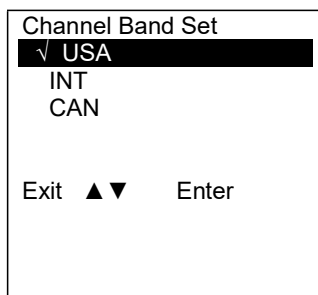 Channel Band Set
√ USA
INT
CAN
Exit ▲▼ Enter